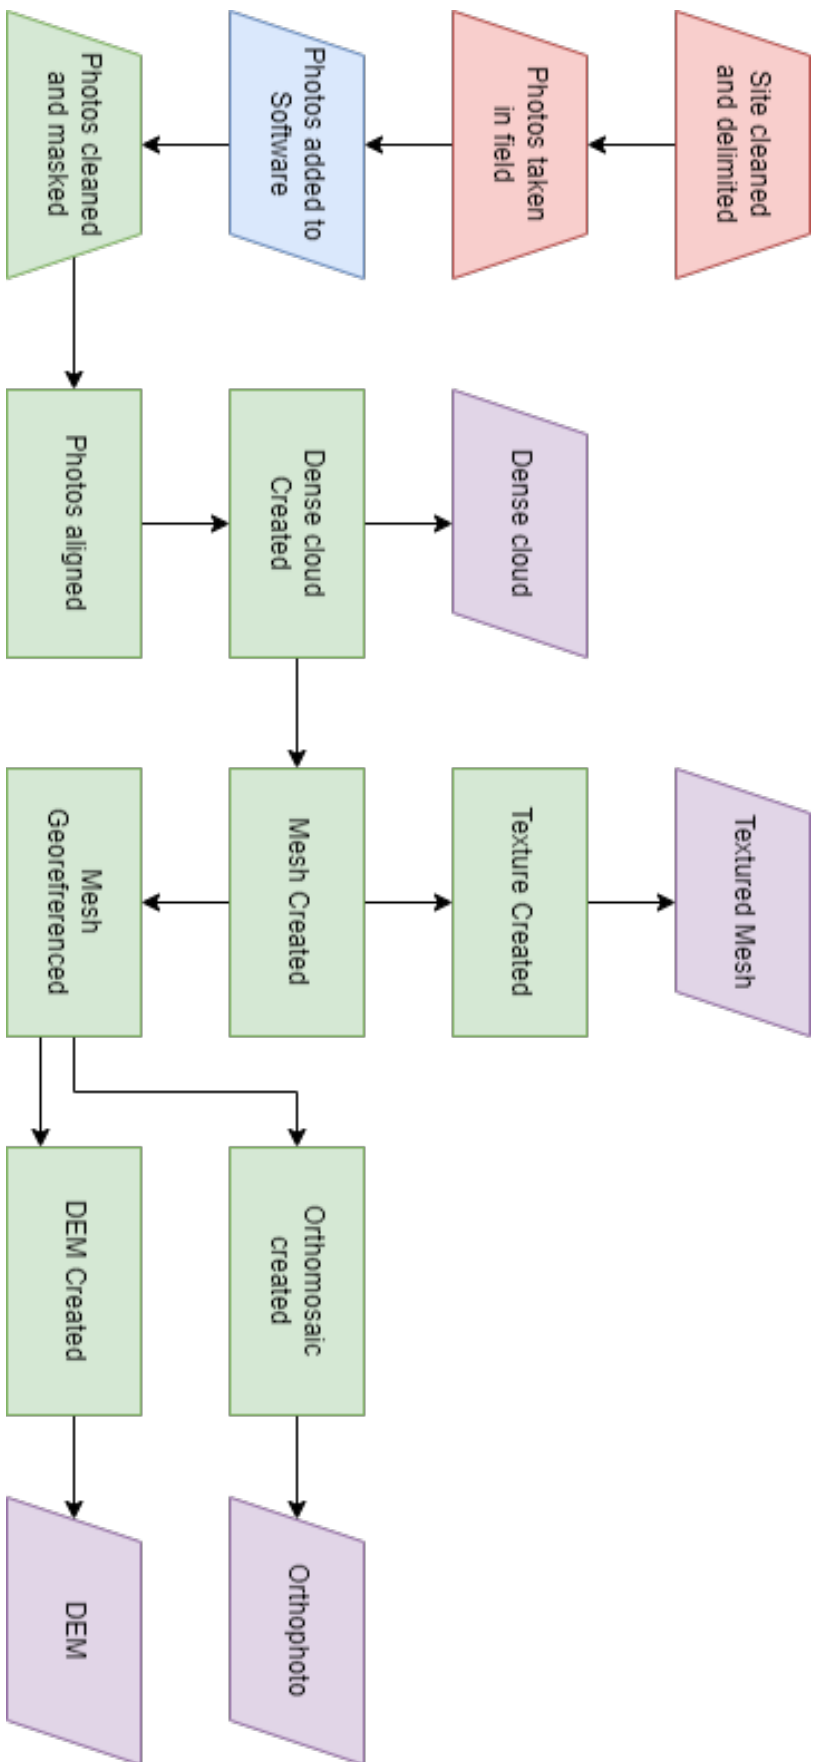 Site cleaned
and delimited
Photos taken
in field
Photos added to
Software
Photos cleaned
and masked
Photos aligned
Dense cloud
Created
Dense cloud
Mesh Created
Texture Created
Textured Mesh
Mesh
Georefrerenced
DEM Created
Orthomosaic
created
DEM
Orthophoto